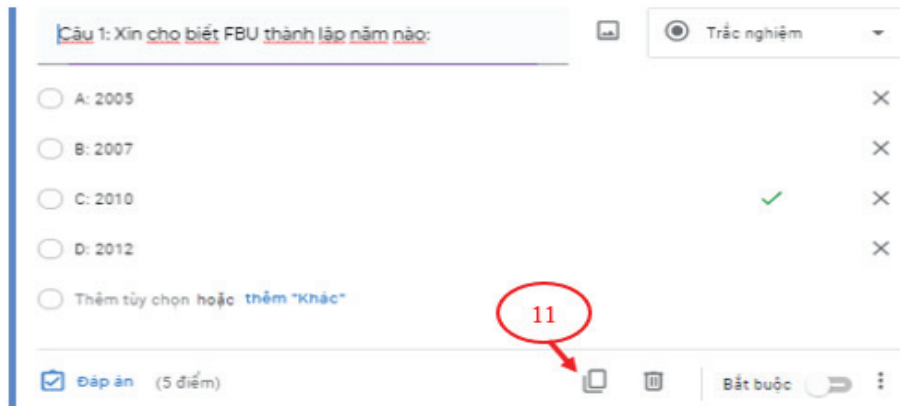 Câu 1: Xin cho biết FBU thành lập năm nào:
Trắc nghiệm
A: 2005
B: 2007
C: 2010
D: 2012
Thêm tùy chọn hoặc thêm "Khác"
11
Đáp án (5 điểm)
Bắt buộc